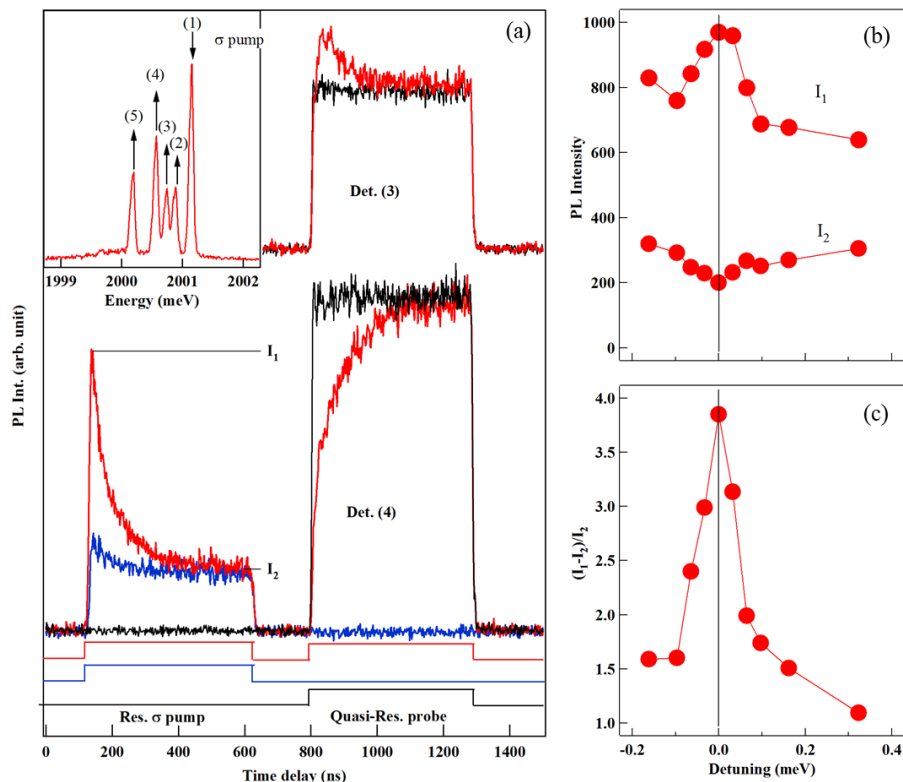 (a)
σ pump
(1)
(4)
(5)
(3)
(2)
1999 2000 2001 2002
Energy (meV)
Det. (3)
I1
Det. (4)
I2
PL Int. (arb. unit)
Res. σ pump
Quasi-Res. probe
0 200 400 600 800 1000 1200 1400
Time delay (ns)
(b)
1000
800
600
400
200
0
PL Intensity
I1
I2
(c)
4.0
3.5
3.0
2.5
2.0
1.5
1.0
(I1-I2)/I2
-0.2 0.0 0.2 0.4
Detuning (meV)